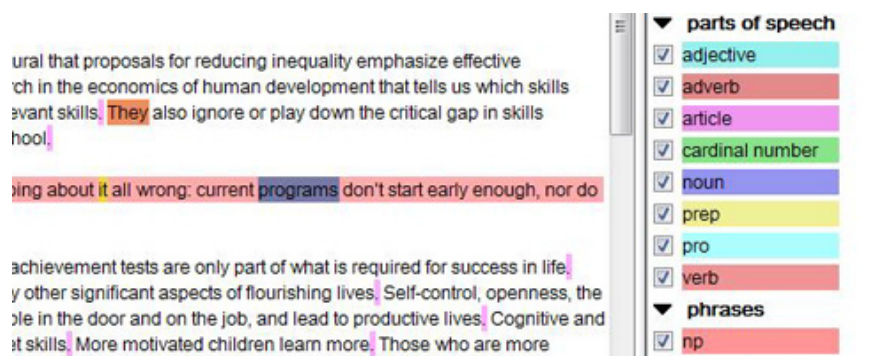 ural that proposals for reducing inequality emphasize effective
rch in the economics of human development that tells us which skills
evant skills. They also ignore or play down the critical gap in skills
hool.
oing about it all wrong: current programs don't start early enough, nor do
achievement tests are only part of what is required for success in life.
y other significant aspects of flourishing lives. Self-control, openness, the
ole in the door and on the job, and lead to productive lives. Cognitive and
et skills. More motivated children learn more. Those who are more
parts of speech
adjective
adverb
article
cardinal number
noun
prep
pro
verb
phrases
np